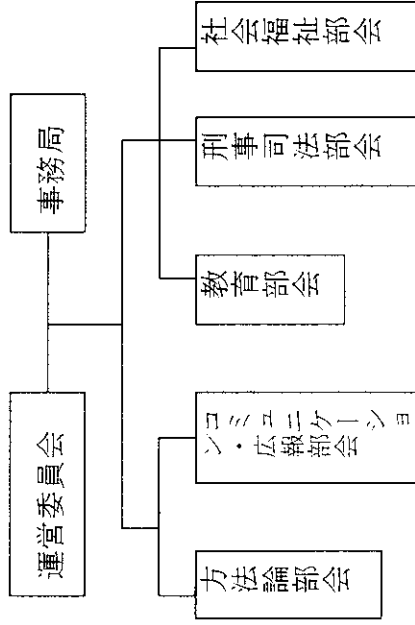 運営委員会
事務局
方法論部会
コミュニケーショ
ン・広報部会
教育部会
刑事司法部会
社会福祉部会